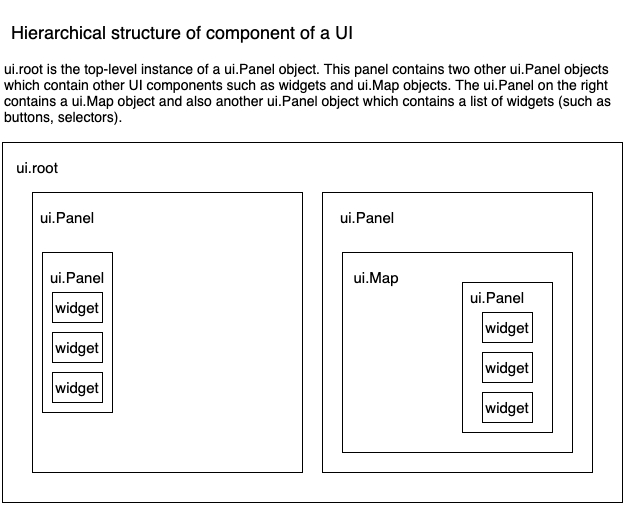 Hierarchical structure of component of a UI
ui.root is the top-level instance of a ui.Panel object. This panel contains two other ui.Panel objects
which contain other UI components such as widgets and ui.Map objects. The ui.Panel on the right
contains a ui.Map object and also another ui.Panel object which contains a list of widgets (such as
buttons, selectors).
ui.root
ui.Panel
ui.Panel
widget
widget
widget
ui.Panel
ui.Map
ui.Panel
widget
widget
widget